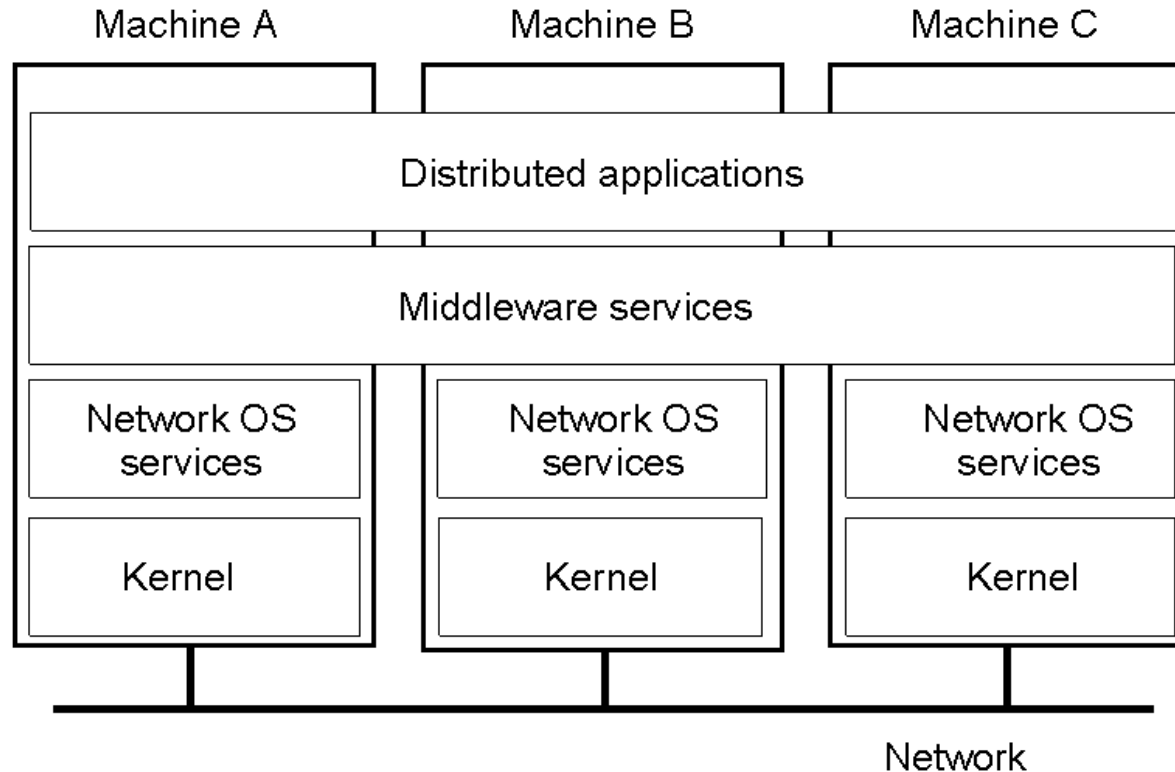 Machine A
Machine B
Machine C
Distributed applications
Middleware services
Network OS
services
Network OS
services
Network OS
services
Kernel
Kernel
Kernel
Network